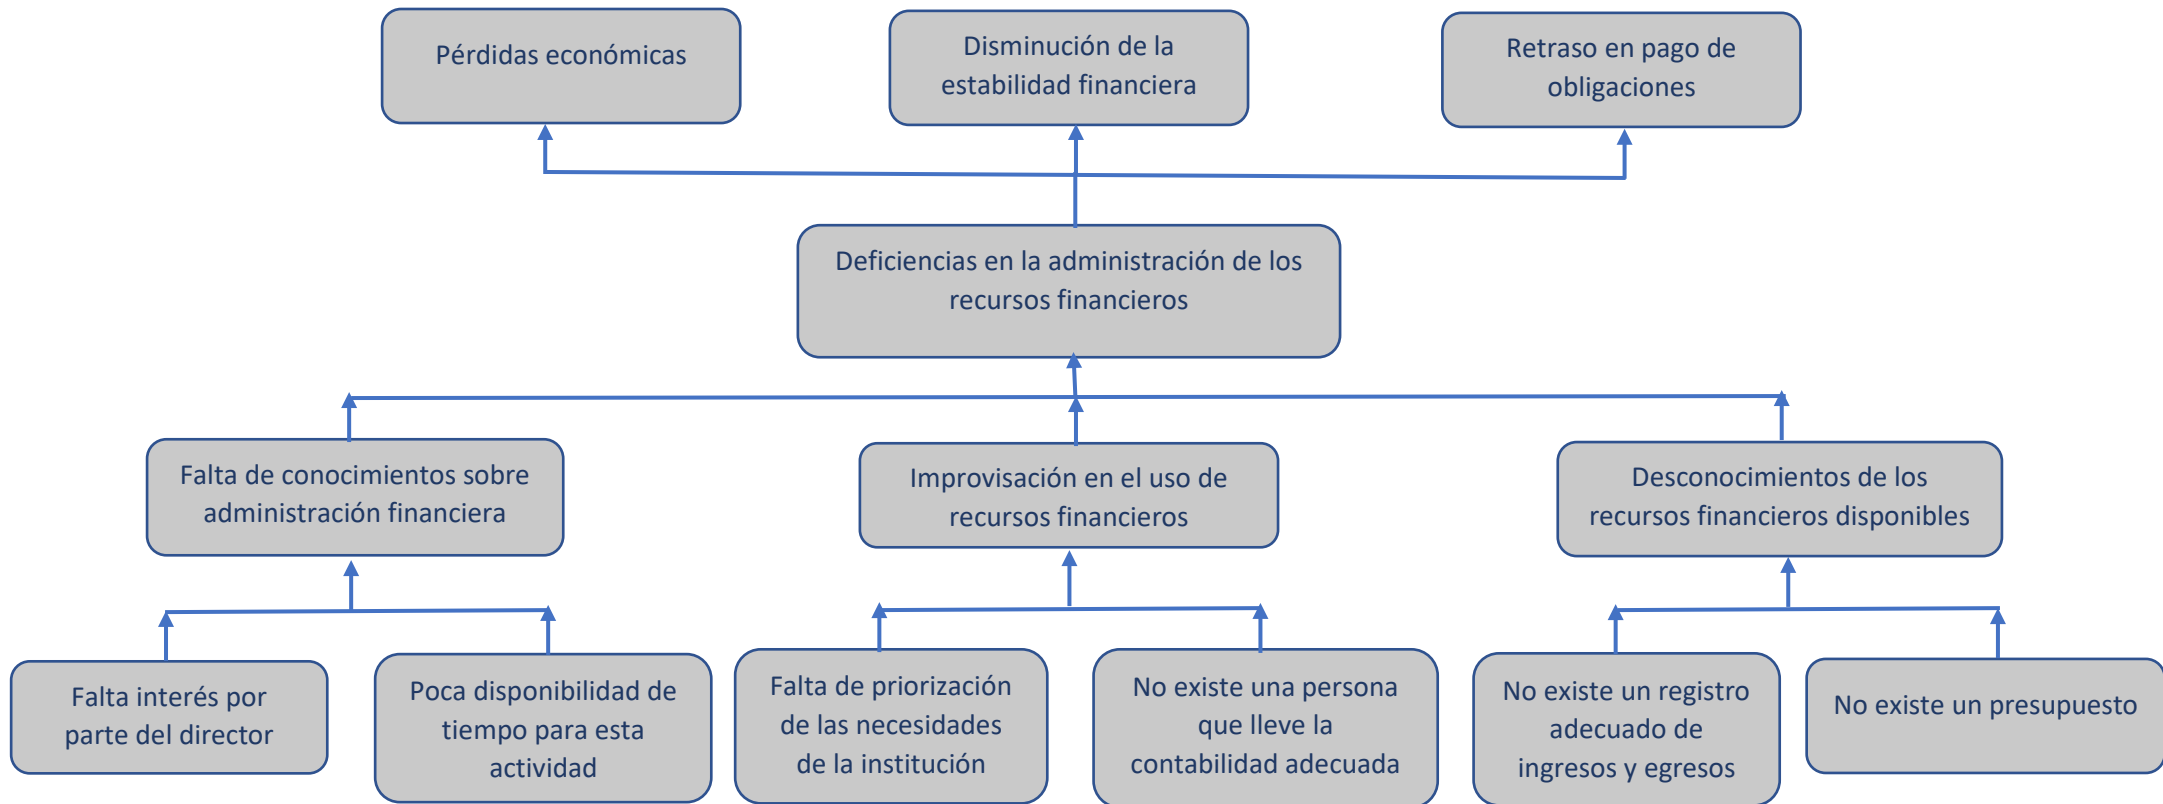 Pérdidas económicas
Disminución de la
estabilidad financiera
Retraso en pago de
obligaciones
Deficiencias en la administración de los
recursos financieros
Falta de conocimientos sobre
administración financiera
Improvisación en el uso de
recursos financieros
Desconocimientos de los
recursos financieros disponibles
Falta interés por
parte del director
Poca disponibilidad de
tiempo para esta
actividad
Falta de priorización
de las necesidades
de la institución
No existe una persona
que lleve la
contabilidad adecuada
No existe un registro
adecuado de
ingresos y egresos
No existe un presupuesto